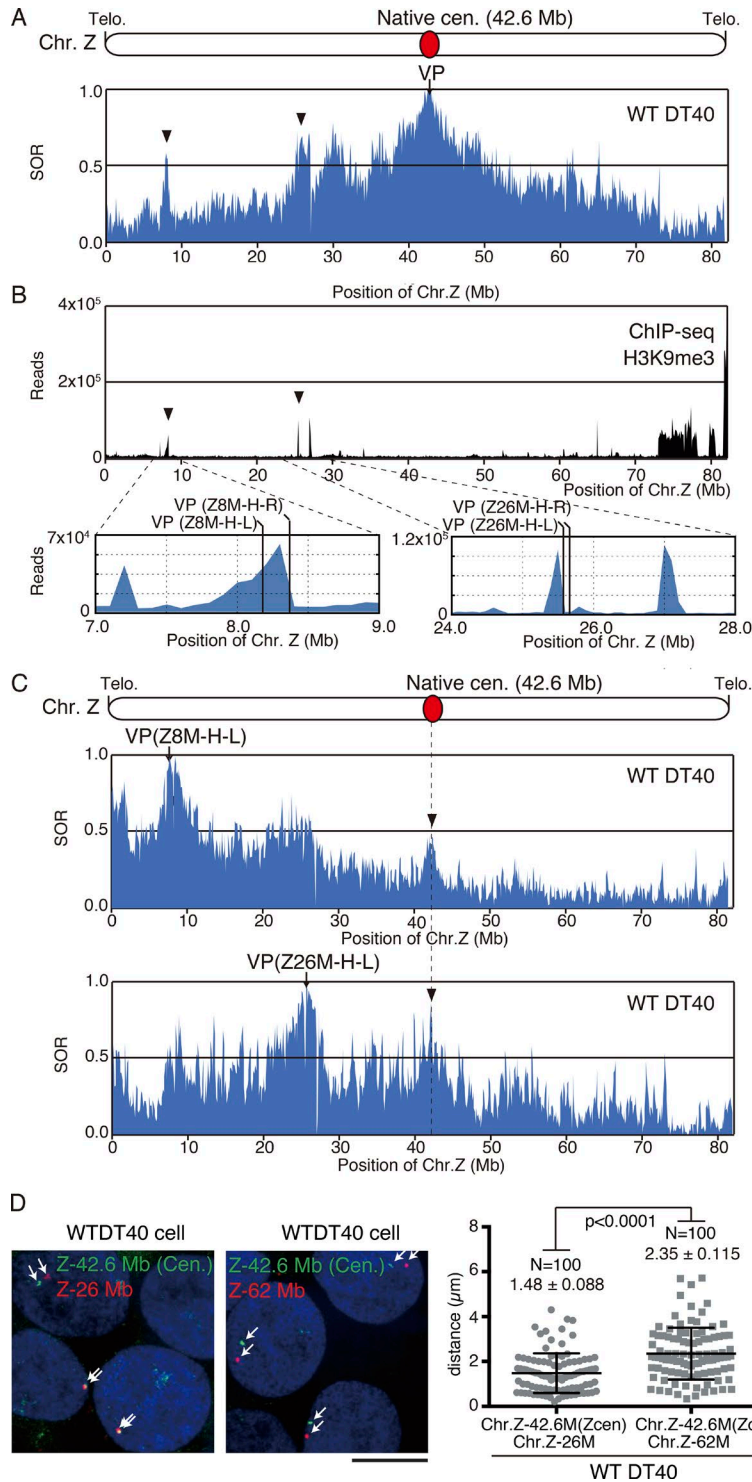 A
Telo.
Native cen. (42.6 Mb)
Telo.
Chr. Z
VP
WT DT40
SOR
1.0
0.5
0.0
0 10 20 30 40 50 60 70 80
Position of Chr.Z (Mb)
B
ChIP-seq
H3K9me3
Reads
4x10⁵
2x10⁵
0
0 10 20 30 40 50 60 70 80
Position of Chr.Z (Mb)
VP (Z8M-H-R)
VP (Z8M-H-L)
Reads
7x10⁴
0
7.0 8.0 9.0
Position of Chr. Z (Mb)
VP (Z26M-H-R)
VP (Z26M-H-L)
1.2x10⁵
0
24.0 26.0 28.0
Position of Chr. Z (Mb)
C
Telo.
Native cen. (42.6 Mb)
Telo.
Chr. Z
VP(Z8M-H-L)
WT DT40
SOR
1.0
0.5
0.0
0 10 20 30 40 50 60 70 80
Position of Chr.Z (Mb)
VP(Z26M-H-L)
WT DT40
SOR
1.0
0.5
0.0
0 10 20 30 40 50 60 70 80
Position of Chr.Z (Mb)
D
WTDT40 cell
Z-42.6 Mb (Cen.)
Z-26 Mb
WTDT40 cell
Z-42.6 Mb (Cen.)
Z-62 Mb
p<0.0001
N=100
1.48 ± 0.088
N=100
2.35 ± 0.115
distance (µm)
8
6
4
2
0
Chr.Z-42.6M(Zcen)
Chr.Z-26M
Chr.Z-42.6M(Zc
Chr.Z-62M
WT DT40